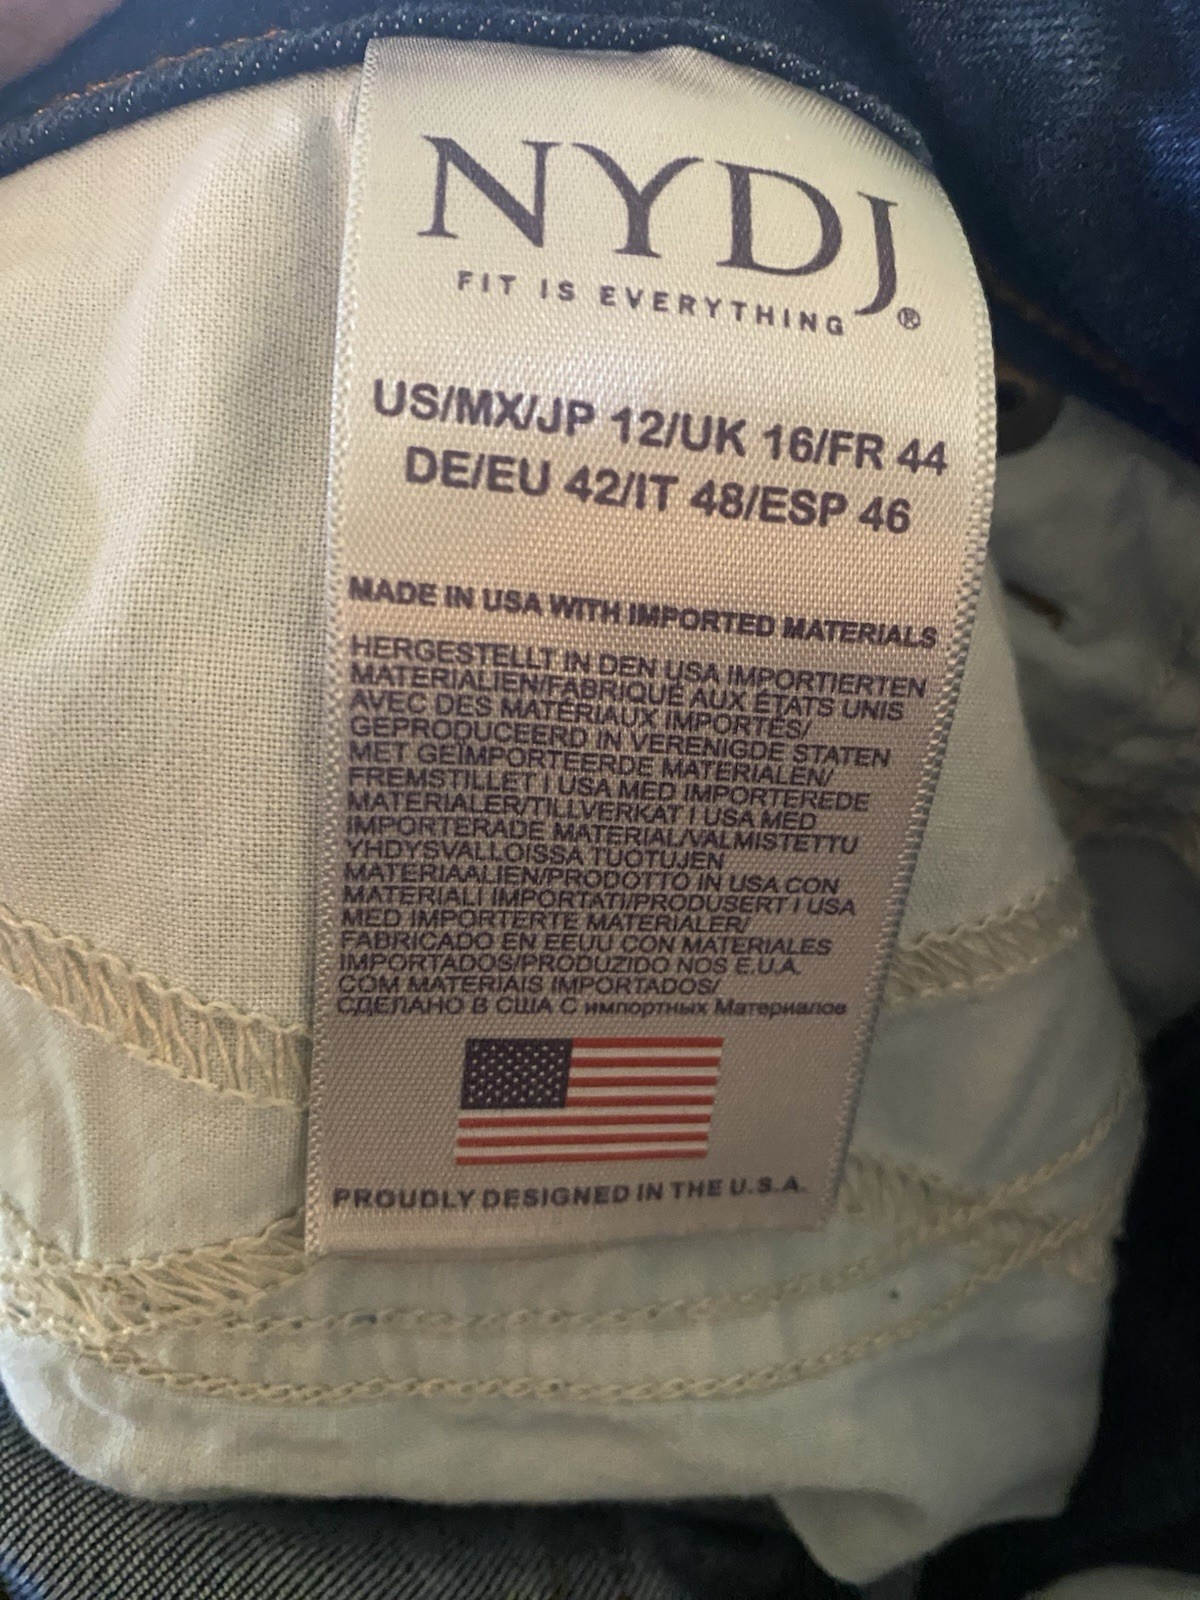 NYDJ®
FIT IS EVERYTHING
US/MX/JP 12/UK 16/FR 44
DE/EU 42/IT 48/ESP 46
MADE IN USA WITH IMPORTED MATERIALS
HERGESTELLT IN DEN USA IMPORTIERTEN
MATERIALIEN/FABRIQUÉ AUX ÉTATS UNIS
AVEC DES MATÉRIAUX IMPORTÉS/
GEPRODUCEERD IN VERENIGDE STATEN
MET GEÏMPORTEERDE MATERIALEN/
FREMSTILLET I USA MED IMPORTEREDE
MATERIALER/TILLVERKAT I USA MED
IMPORTERADE MATERIAL/VALMISTETTU
YHDYSVALLOISSA TUOTUJEN
MATERIAALIEN/PRODOTTO IN USA CON
MATERIALI IMPORTATI/PRODUSERT I USA
MED IMPORTERTE MATERIALER/
FABRICADO EN EEUU CON MATERIALES
IMPORTADOS/PRODUZIDO NOS E.U.A.
COM MATERIAIS IMPORTADOS/
СДЕЛАНО В США С импортных Материалов
PROUDLY DESIGNED IN THE U.S.A.